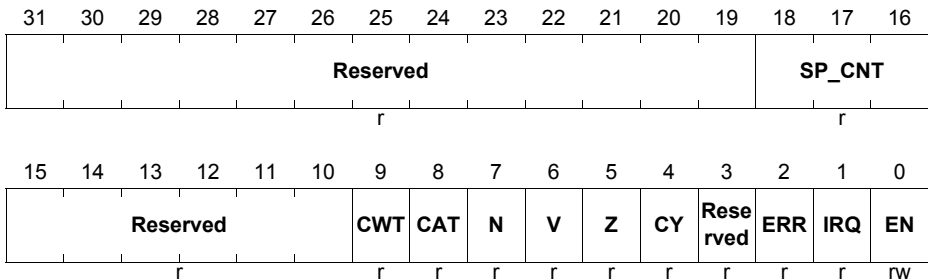 31 30 29 28 27 26 25 24 23 22 21 20 19 18 17 16
Reserved SP_CNT
r r
15 14 13 12 11 10 9 8 7 6 5 4 3 2 1 0
Reserved CWT CAT N V Z CY Rese
rved ERR IRQ EN
r r r r r r r r r r rw